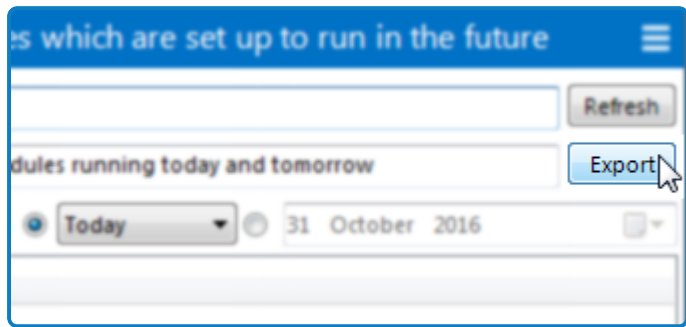 es which are set up to run in the future
Refresh
dules running today and tomorrow
Export
Today
31 October 2016